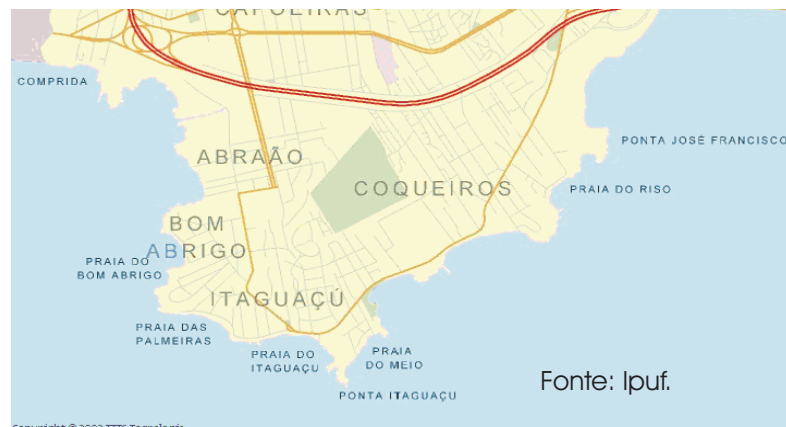 CAPOEIRAS
COMPRIDA
PONTA JOSÉ FRANCISCO
ABRAÃO
COQUEIROS
PRAIA DO RISO
BOM
ABRIGO
PRAIA DO
BOM ABRIGO
ITAGUAÇÚ
PRAIA DAS
PALMEIRAS
PRAIA DO
ITAGUAÇU
PRAIA
DO MEIO
PONTA ITAGUAÇU
Fonte: Ipuf.